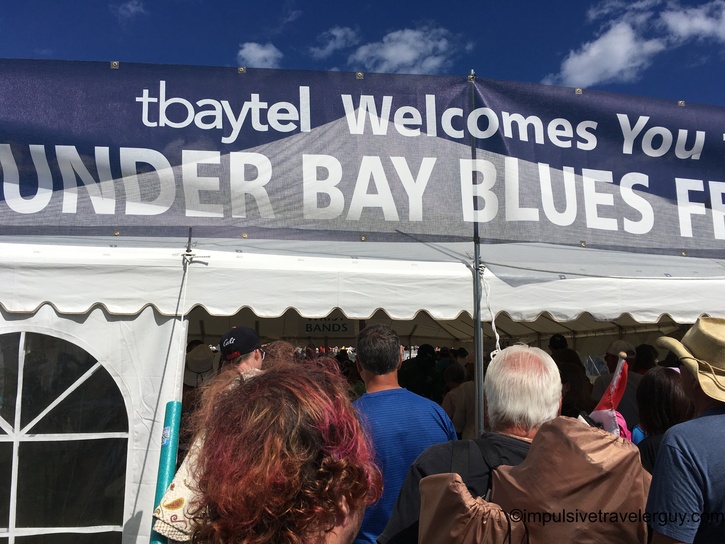 tbaytel Welcomes You
UNDER BAY BLUES FE
BANDS
©impulsivetravelerguy.com